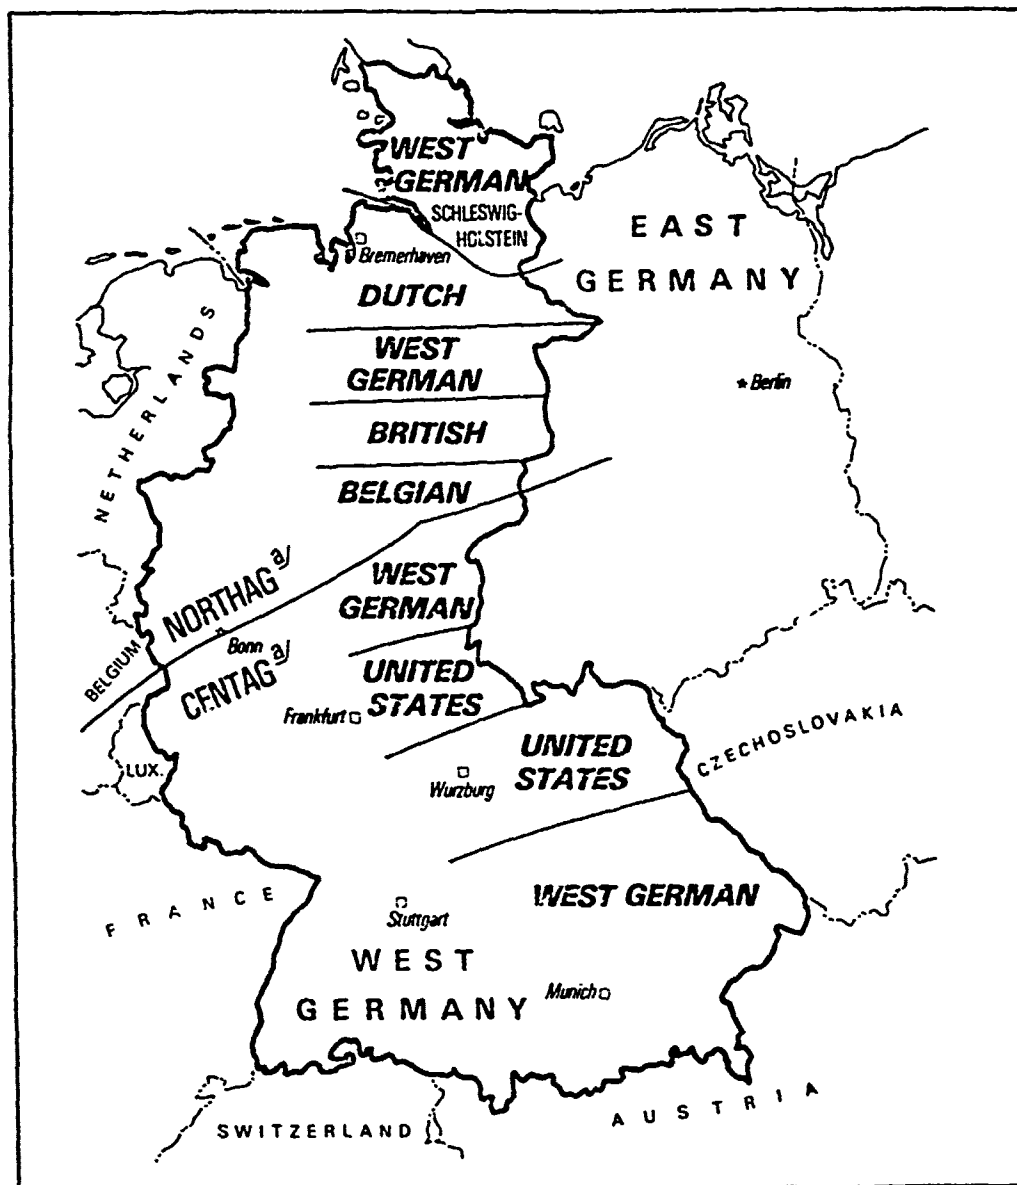 WEST
GERMAN
SCHLESWIG-
HOLSTEIN
EAST
GERMANY
Bremerhaven
DUTCH
NETHERLANDS
WEST
GERMAN
* Berlin
BRITISH
BELGIAN
NORTHAG a/
WEST
GERMAN
BELGIUM
Bonn
CENTAG a/
UNITED
STATES
Frankfurt
CZECHOSLOVAKIA
UNITED
STATES
LUX.
Wurzburg
FRANCE
WEST GERMAN
Stuttgart
WEST
GERMANY
Munich
AUSTRIA
SWITZERLAND